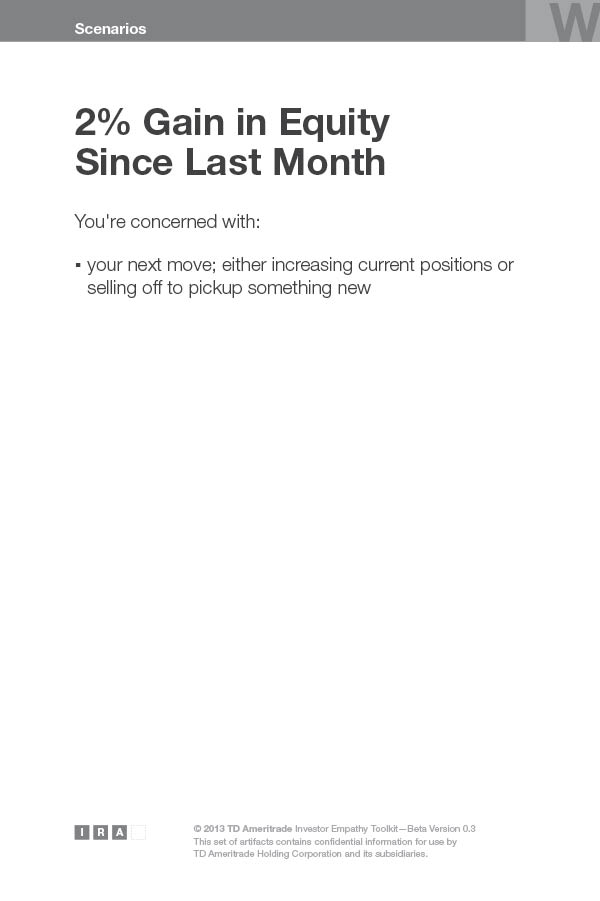 Scenarios
W
2% Gain in Equity
Since Last Month
You're concerned with:
▪ your next move; either increasing current positions or
selling off to pickup something new
I R A
© 2013 TD Ameritrade Investor Empathy Toolkit—Beta Version 0.3
This set of artifacts contains confidential information for use by
TD Ameritrade Holding Corporation and its subsidiaries.